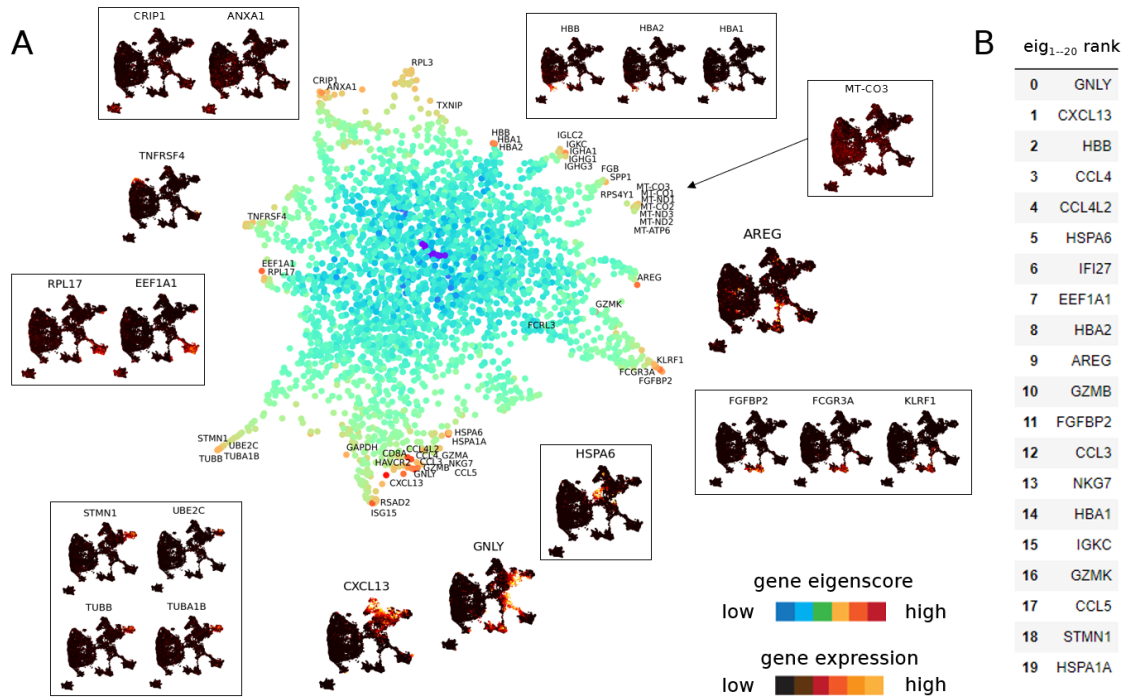 A
CRIP1 ANXA1
HBB HBA2 HBA1
B
eig1--20 rank
0 GNLY
1 CXCL13
2 HBB
3 CCL4
4 CCL4L2
5 HSPA6
6 IFI27
7 EEF1A1
8 HBA2
9 AREG
10 GZMB
11 FGFBP2
12 CCL3
13 NKG7
14 HBA1
15 IGKC
16 GZMK
17 CCL5
18 STMN1
19 HSPA1A
MT-CO3
RPL3
CRIP1
ANXA1
TXNIP
HBB
HBA1
HBA2
IGLC2
IGKC
IGHA1
IGHG1
IGHG3
FGB
SPP1
RPS4Y1
MT-CO3
MT-CO1
MT-ND1
MT-CO2
MT-ND3
MT-ND2
MT-ATP6
TNFRSF4
TNFRSF4
AREG
EEF1A1
RPL17
AREG
RPL17 EEF1A1
GZMK
FCRL3
KLRF1
FCGR3A
FGFBP2
FGFBP2 FCGR3A KLRF1
STMN1
UBE2C
TUBB
TUBA1B
GAPDH
HSPA6
HSPA1A
CCL4L2
CD8A
CCL4
GZMA
HAVCR2
CCL3
NKG7
GZMB
CCL5
GNLY
CXCL13
RSAD2
ISG15
HSPA6
STMN1 UBE2C
TUBB TUBA1B
GNLY
CXCL13
gene eigenscore
low high
gene expression
low high